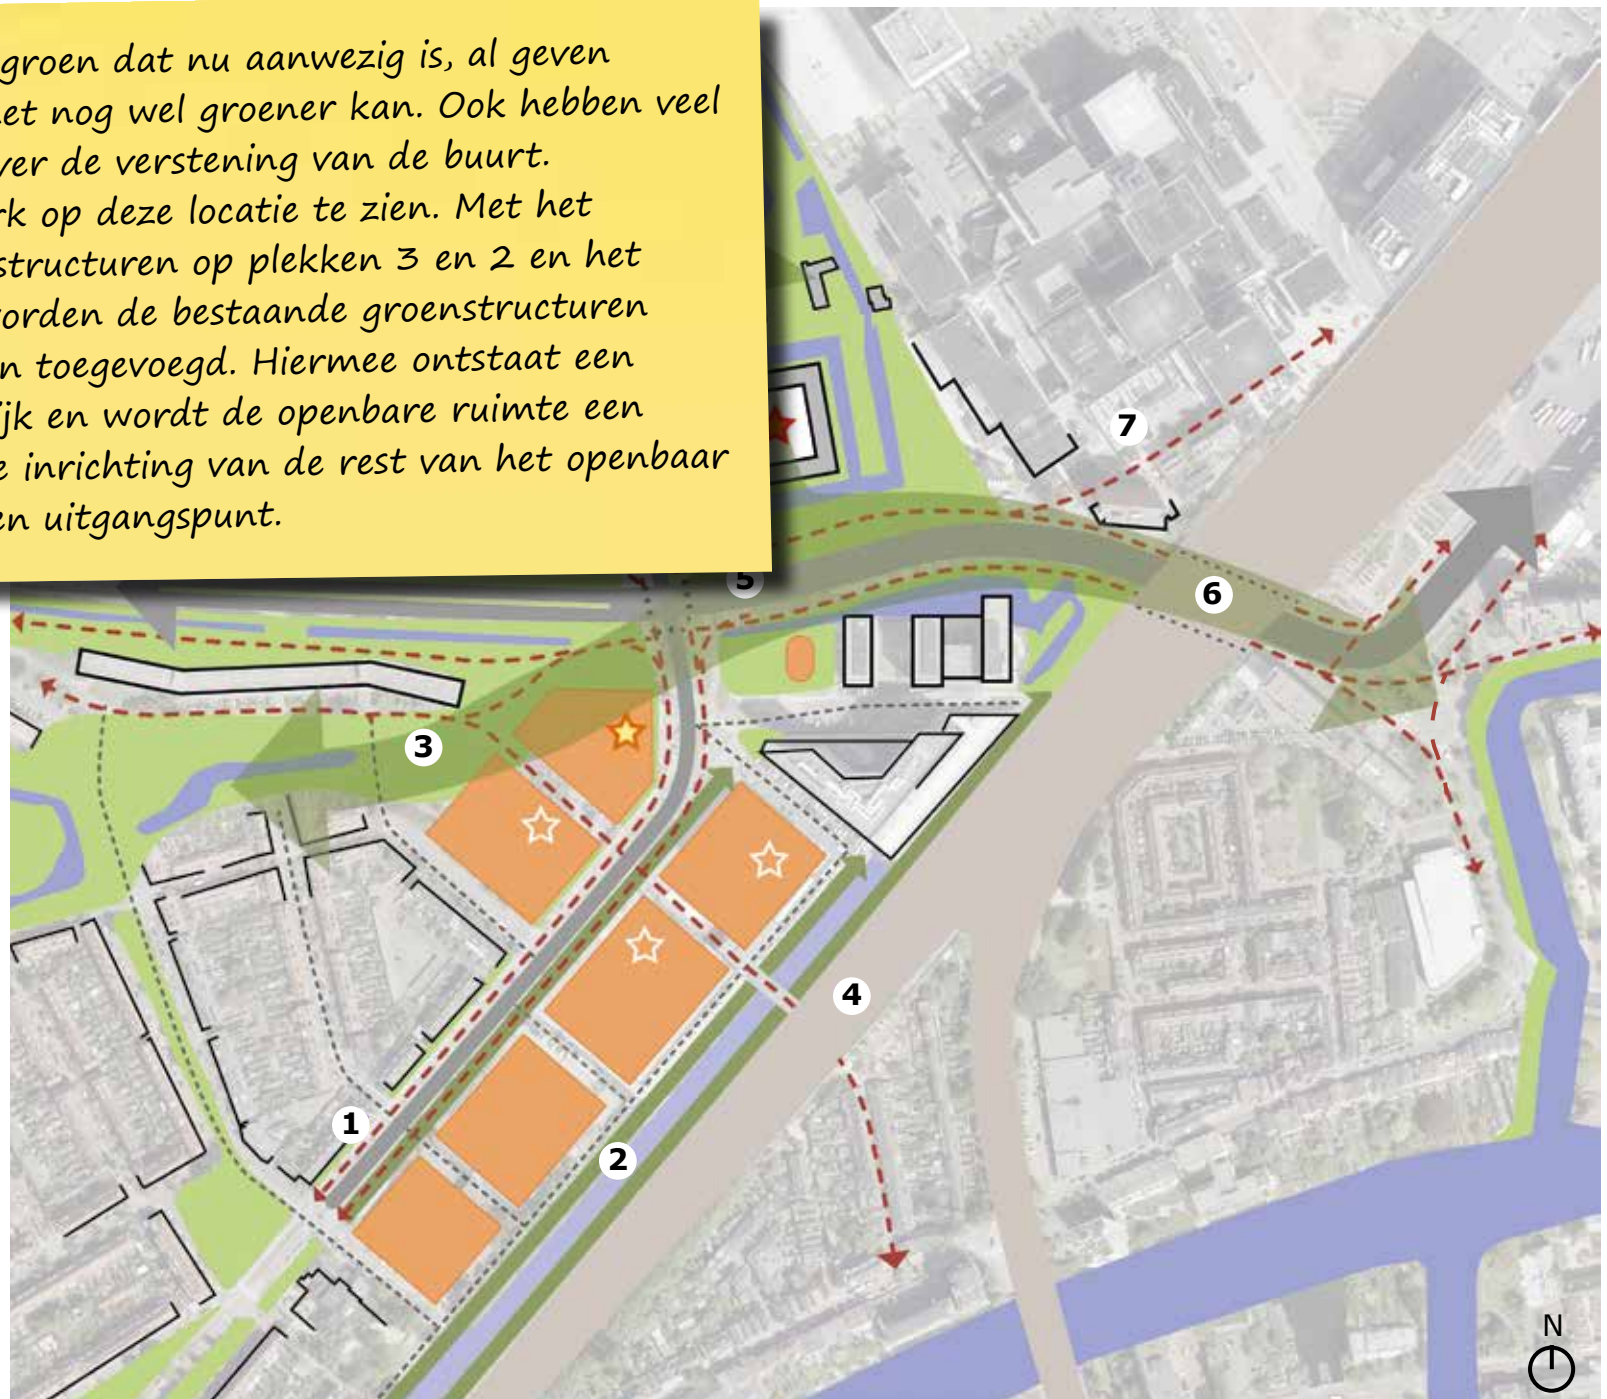 groen dat nu aanwezig is, al geven
et nog wel groener kan. Ook hebben veel
ver de verstening van de buurt.
rk op deze locatie te zien. Met het
structuren op plekken 3 en 2 en het
orden de bestaande groenstructuren
n toegevoegd. Hiermee ontstaat een
ijk en wordt de openbare ruimte een
e inrichting van de rest van het openbaar
en uitgangspunt.
7
5
6
3
4
1
2
N